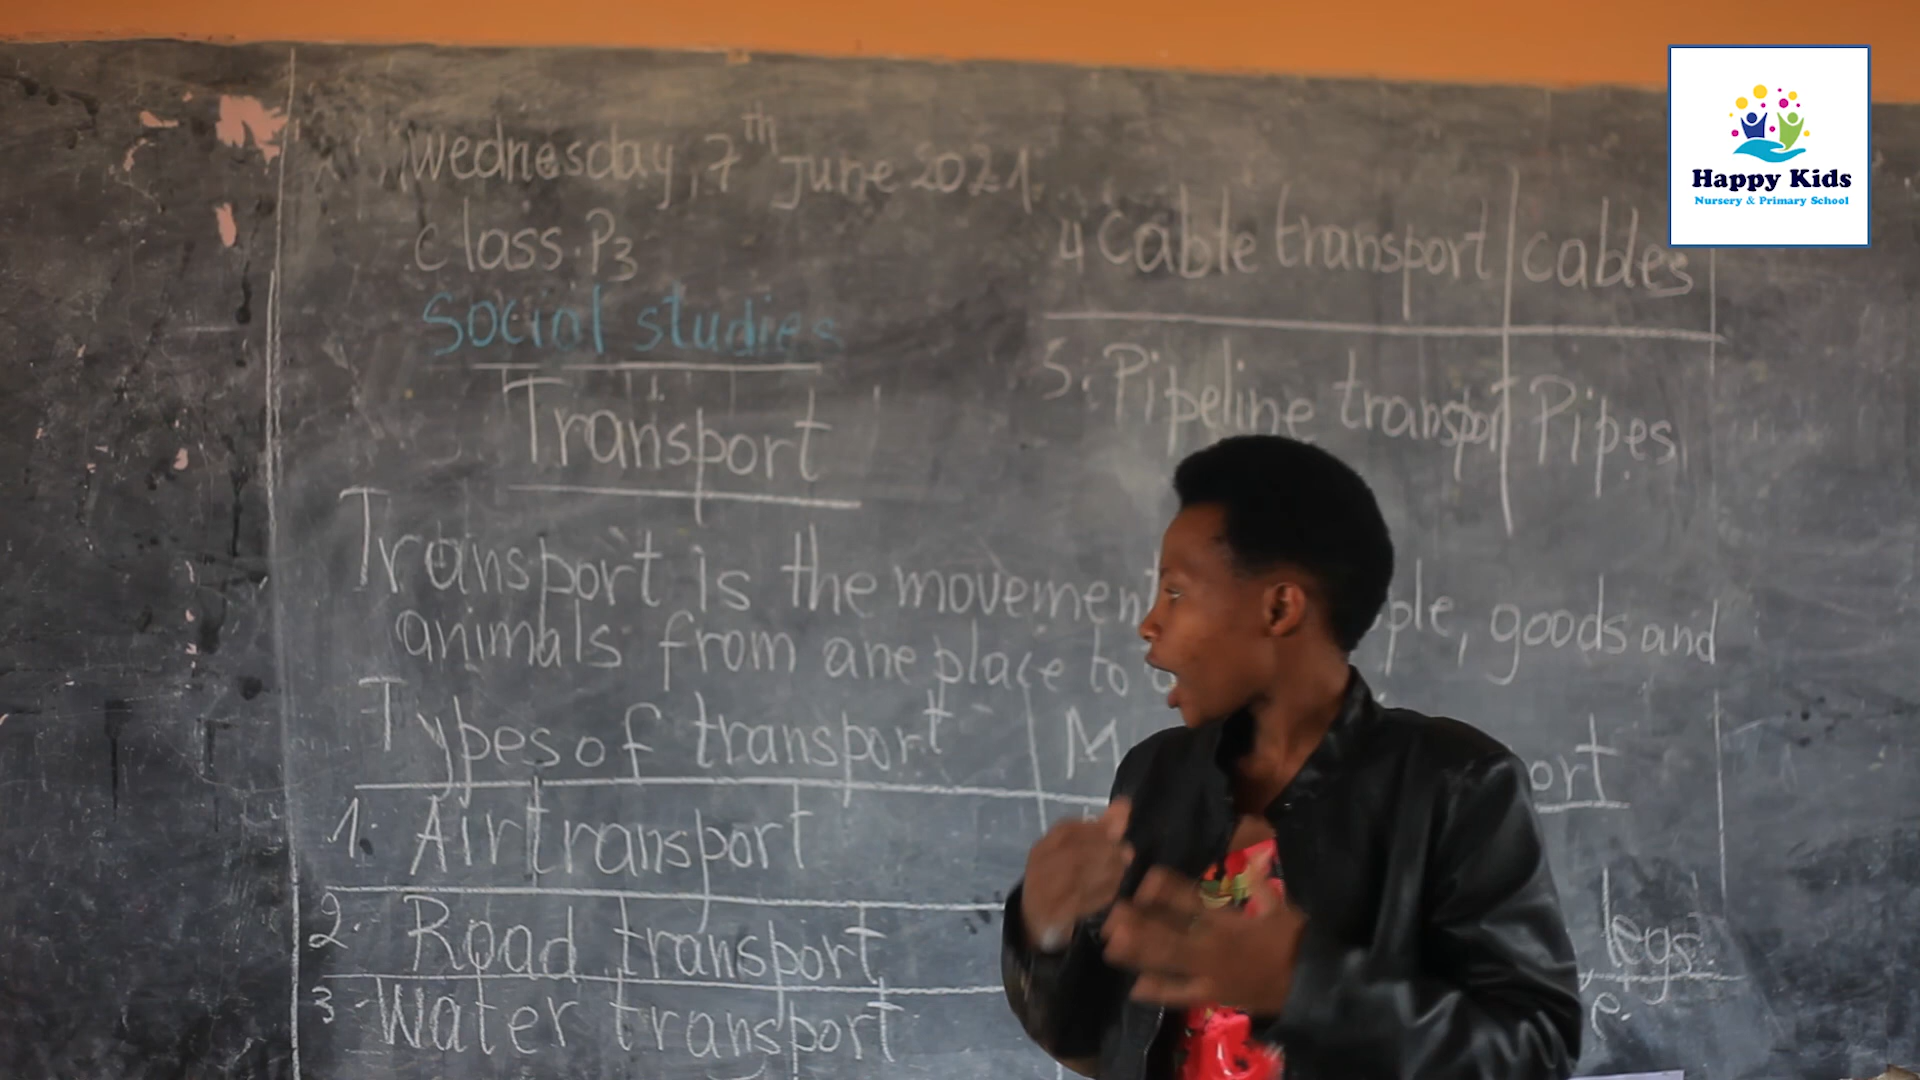 Wednesday, 7th June 2021.
Class. P3
Social studies
Transport
Transport is the movement ple, goods and
animals from ane place to
Types of transport M ort
1. Air transport
2. Road transport legs.
3. Water transport e.
4 Cable transport cables
5. Pipeline transport Pipes
Happy Kids
Nursery & Primary School